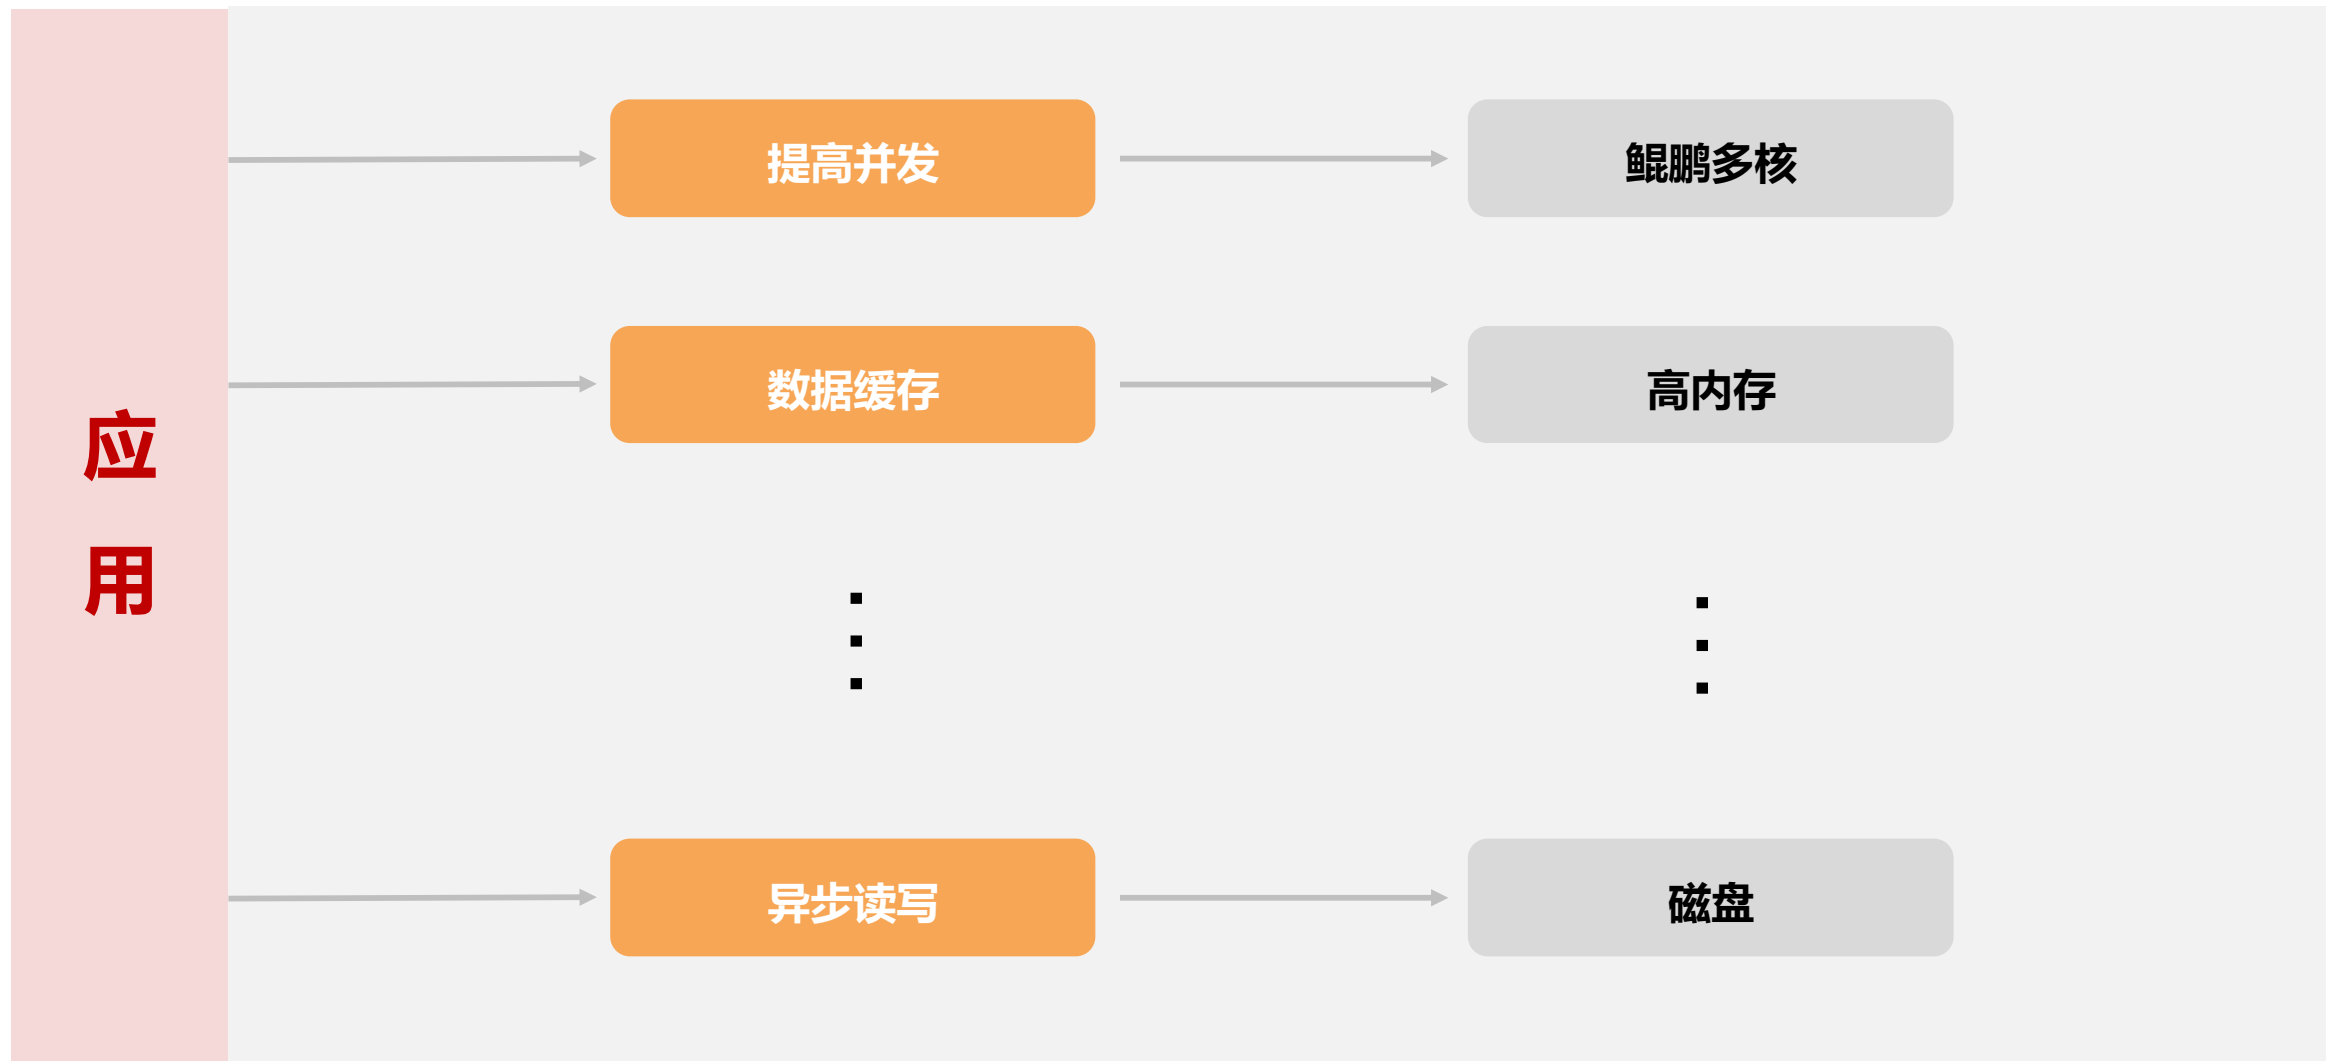 应
用
提高并发
鲲鹏多核
数据缓存
高内存
异步读写
磁盘